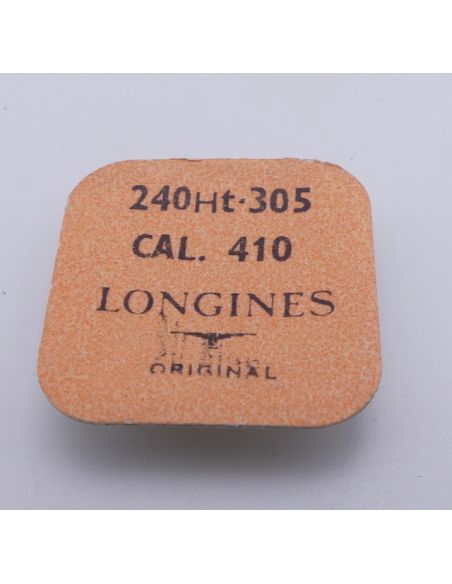 240Ht·305
CAL. 410
LONGINES
ORIGINAL